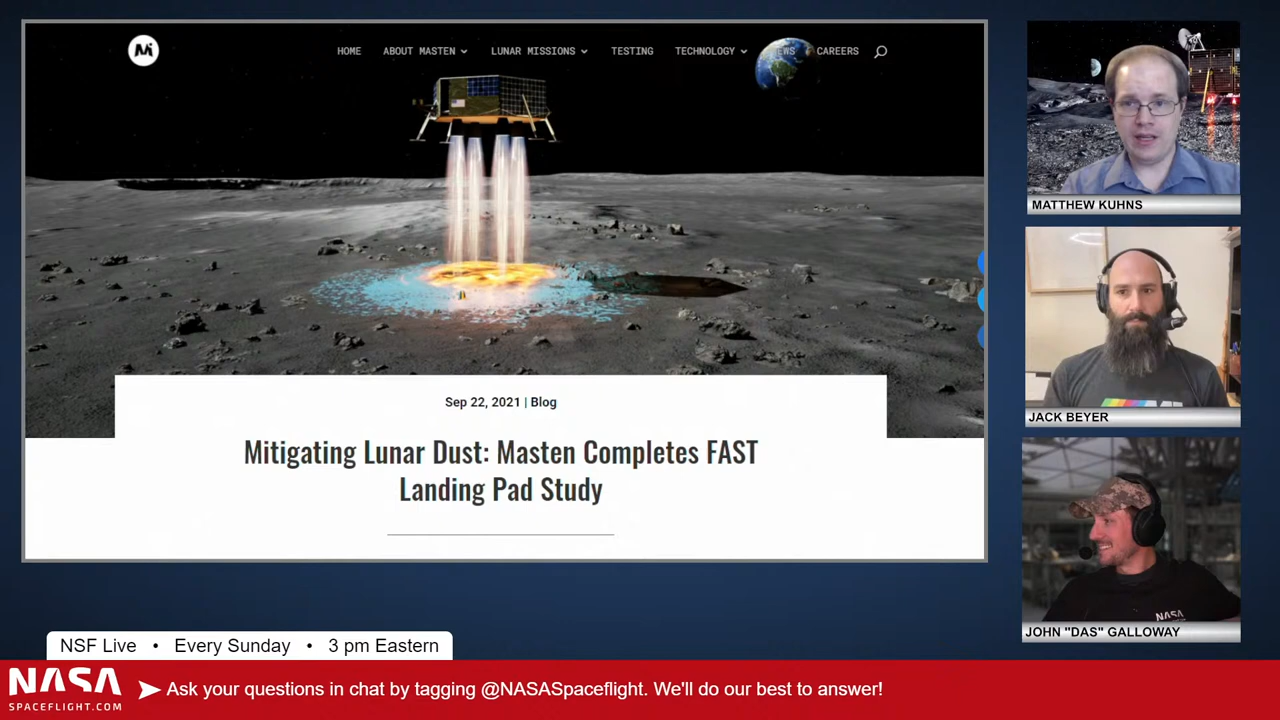 HOME
ABOUT MASTEN
LUNAR MISSIONS
TESTING
TECHNOLOGY
NEWS
CAREERS
Sep 22, 2021 | Blog
Mitigating Lunar Dust: Masten Completes FAST
Landing Pad Study
MATTHEW KUHNS
JACK BEYER
NASA
JOHN "DAS" GALLOWAY
NSF Live • Every Sunday • 3 pm Eastern
NASA
SPACEFLIGHT.COM
Ask your questions in chat by tagging @NASASpaceflight. We'll do our best to answer!